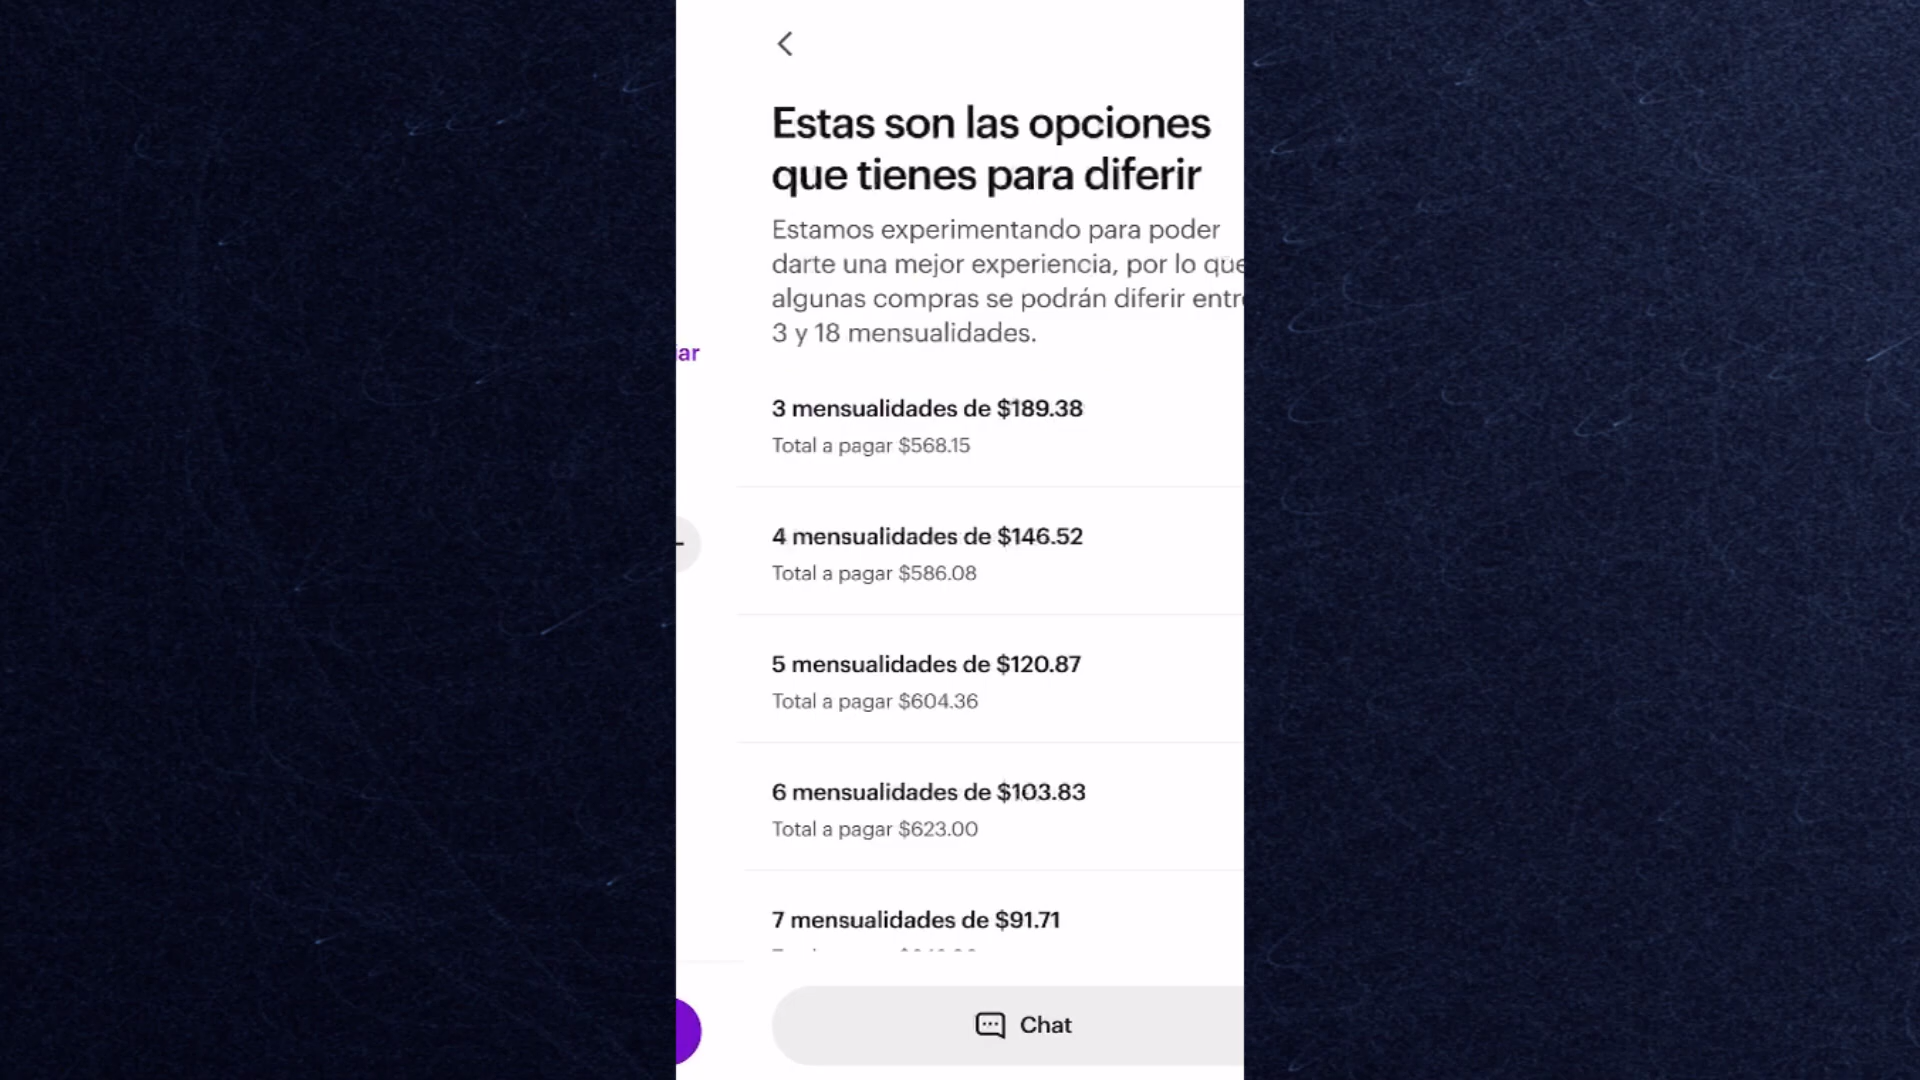 Estas son las opciones
que tienes para diferir
Estamos experimentando para poder
darte una mejor experiencia, por lo que
algunas compras se podrán diferir entr
3 y 18 mensualidades.
iar
3 mensualidades de $189.38
Total a pagar $568.15
4 mensualidades de $146.52
Total a pagar $586.08
5 mensualidades de $120.87
Total a pagar $604.36
6 mensualidades de $103.83
Total a pagar $623.00
7 mensualidades de $91.71
Chat